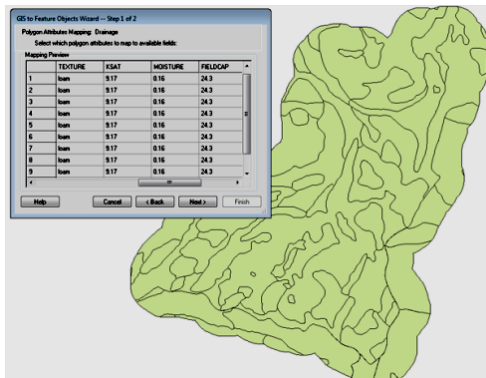 GIS to Feature Objects Wizard -- Step 1 of 2
Polygon Attributes Mapping Drainage
Select which polygon attributes to map to available fields:
Mapping Preview
TEXTURE KSAT MOISTURE FIELDCAP
1 loam 9.17 0.16 24.3
2 loam 9.17 0.16 24.3
3 loam 9.17 0.16 24.3
4 loam 9.17 0.16 24.3
5 loam 9.17 0.16 24.3
6 loam 9.17 0.16 24.3
7 loam 9.17 0.16 24.3
8 loam 9.17 0.16 24.3
9 loam 9.17 0.16 24.3
Help Cancel < Back Next > Finish